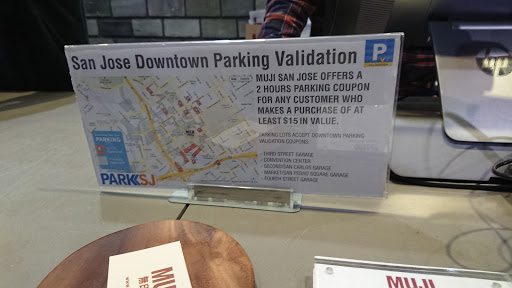 San Jose Downtown Parking Validation
P
MUJI SAN JOSE OFFERS A
2 HOURS PARKING COUPON
FOR ANY CUSTOMER WHO
MAKES A PURCHASE OF AT
LEAST $15 IN VALUE.
PARKING LOTS ACCEPT DOWNTOWN PARKING
VALIDATION COUPONS:
- THIRD STREET GARAGE
- CONVENTION CENTER
- SECOND/SAN CARLOS GARAGE
- MARKET/SAN PEDRO SQUARE GARAGE
- FOURTH STREET GARAGE
PARKING
PARK SJ
hp
MUJI
MUJI